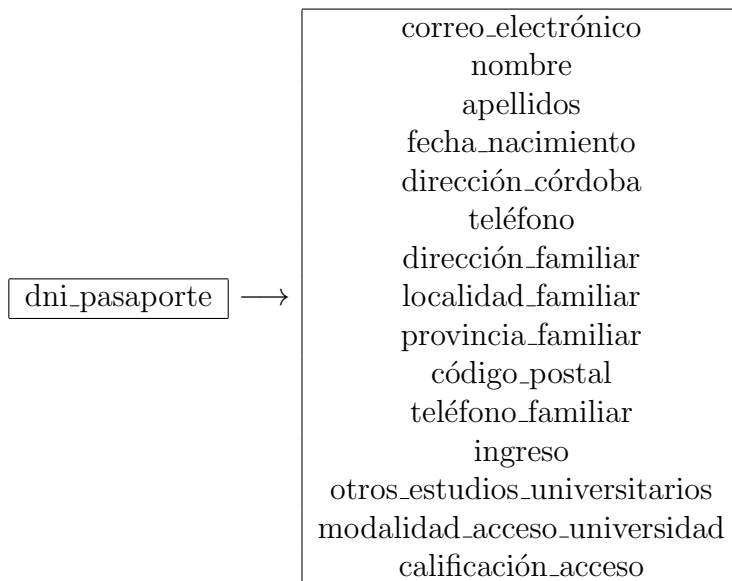 dni_pasaporte
correo_electrónico
nombre
apellidos
fecha_nacimiento
dirección_córdoba
teléfono
dirección_familiar
localidad_familiar
provincia_familiar
código_postal
teléfono_familiar
ingreso
otros_estudios_universitarios
modalidad_acceso_universidad
calificación_acceso